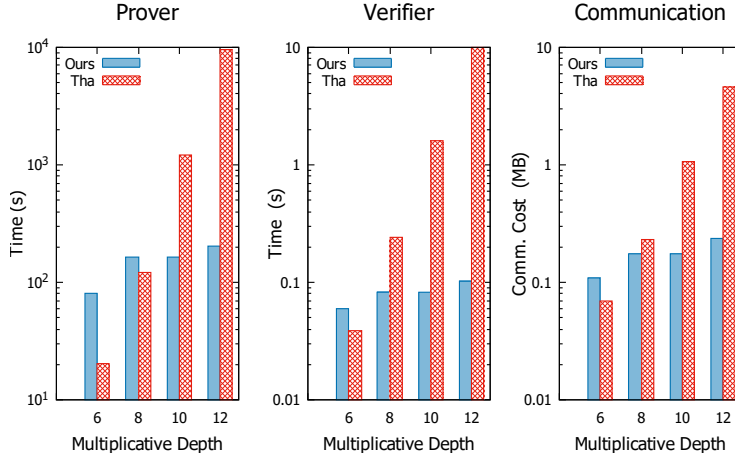 Prover
Time (s)
10^4
10^3
10^2
10^1
Ours
Tha
6 8 10 12
Multiplicative Depth
Verifier
Time (s)
10
1
0.1
0.01
Ours
Tha
6 8 10 12
Multiplicative Depth
Communication
Comm. Cost (MB)
10
1
0.1
0.01
Ours
Tha
6 8 10 12
Multiplicative Depth